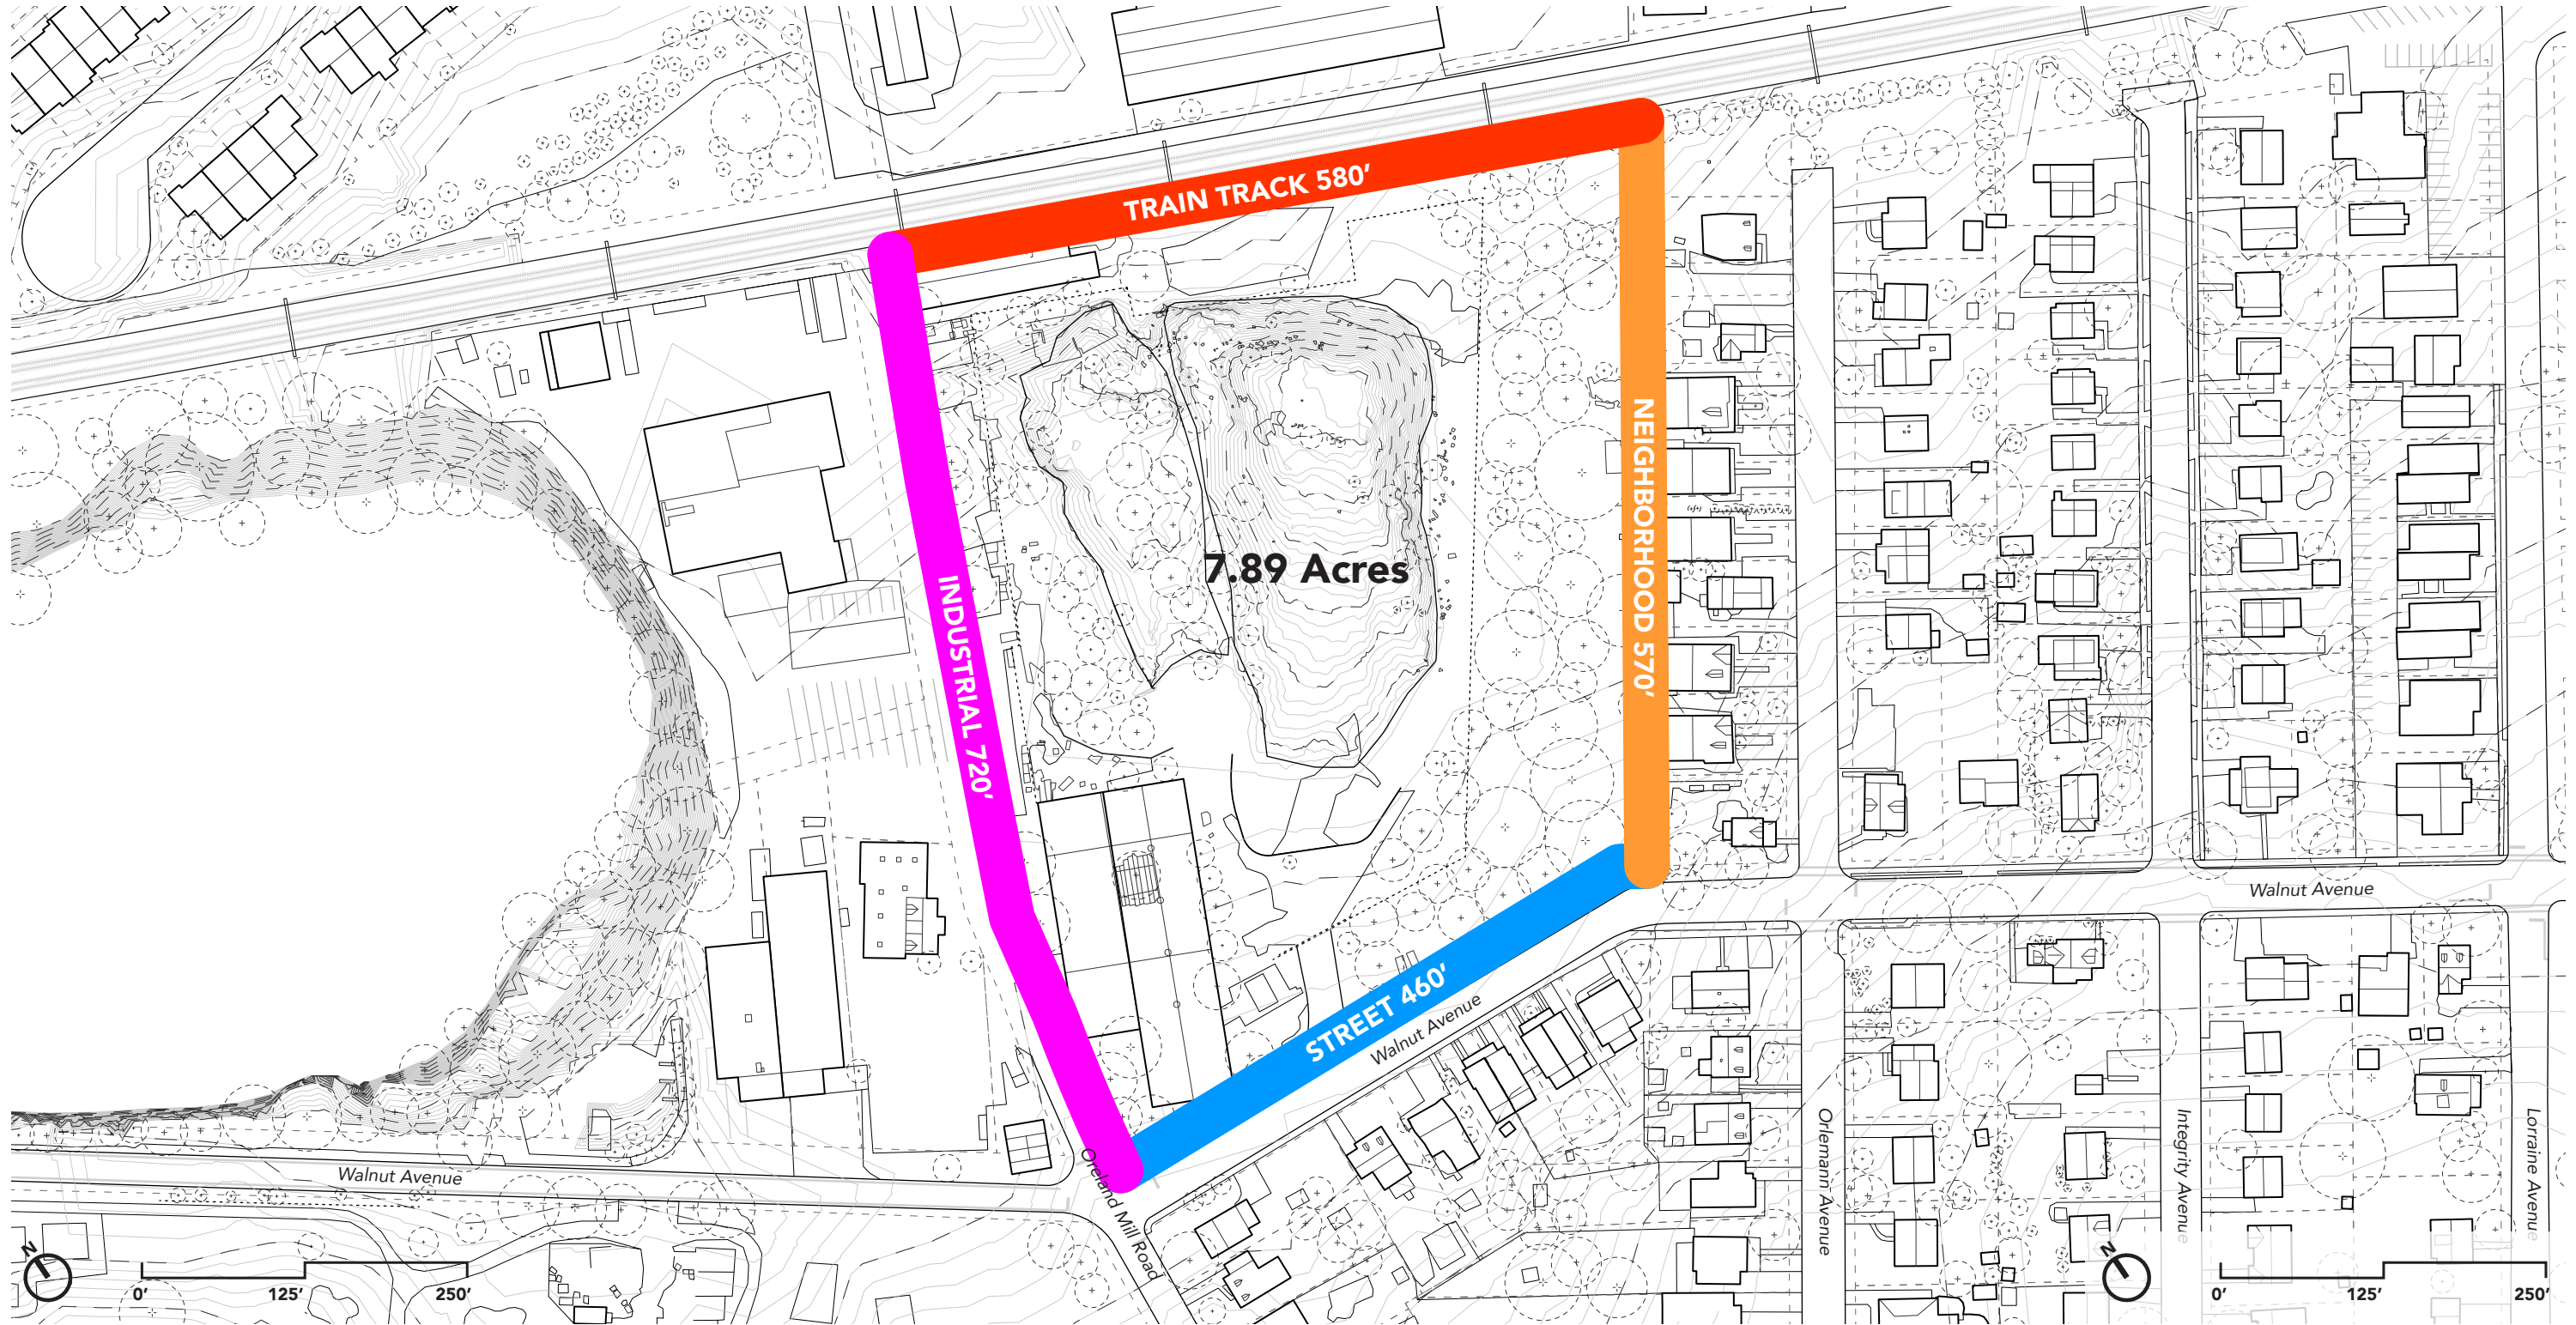 TRAIN TRACK 580’
NEIGHBORHOOD 570’
7.89 Acres
INDUSTRIAL 720’
STREET 460’
Walnut Avenue
Walnut Avenue
Walnut Avenue
Oreland Mill Road
Orlemann Avenue
Integrity Avenue
Lorraine Avenue
N
0’ 125’ 250’
N
0’ 125’ 250’